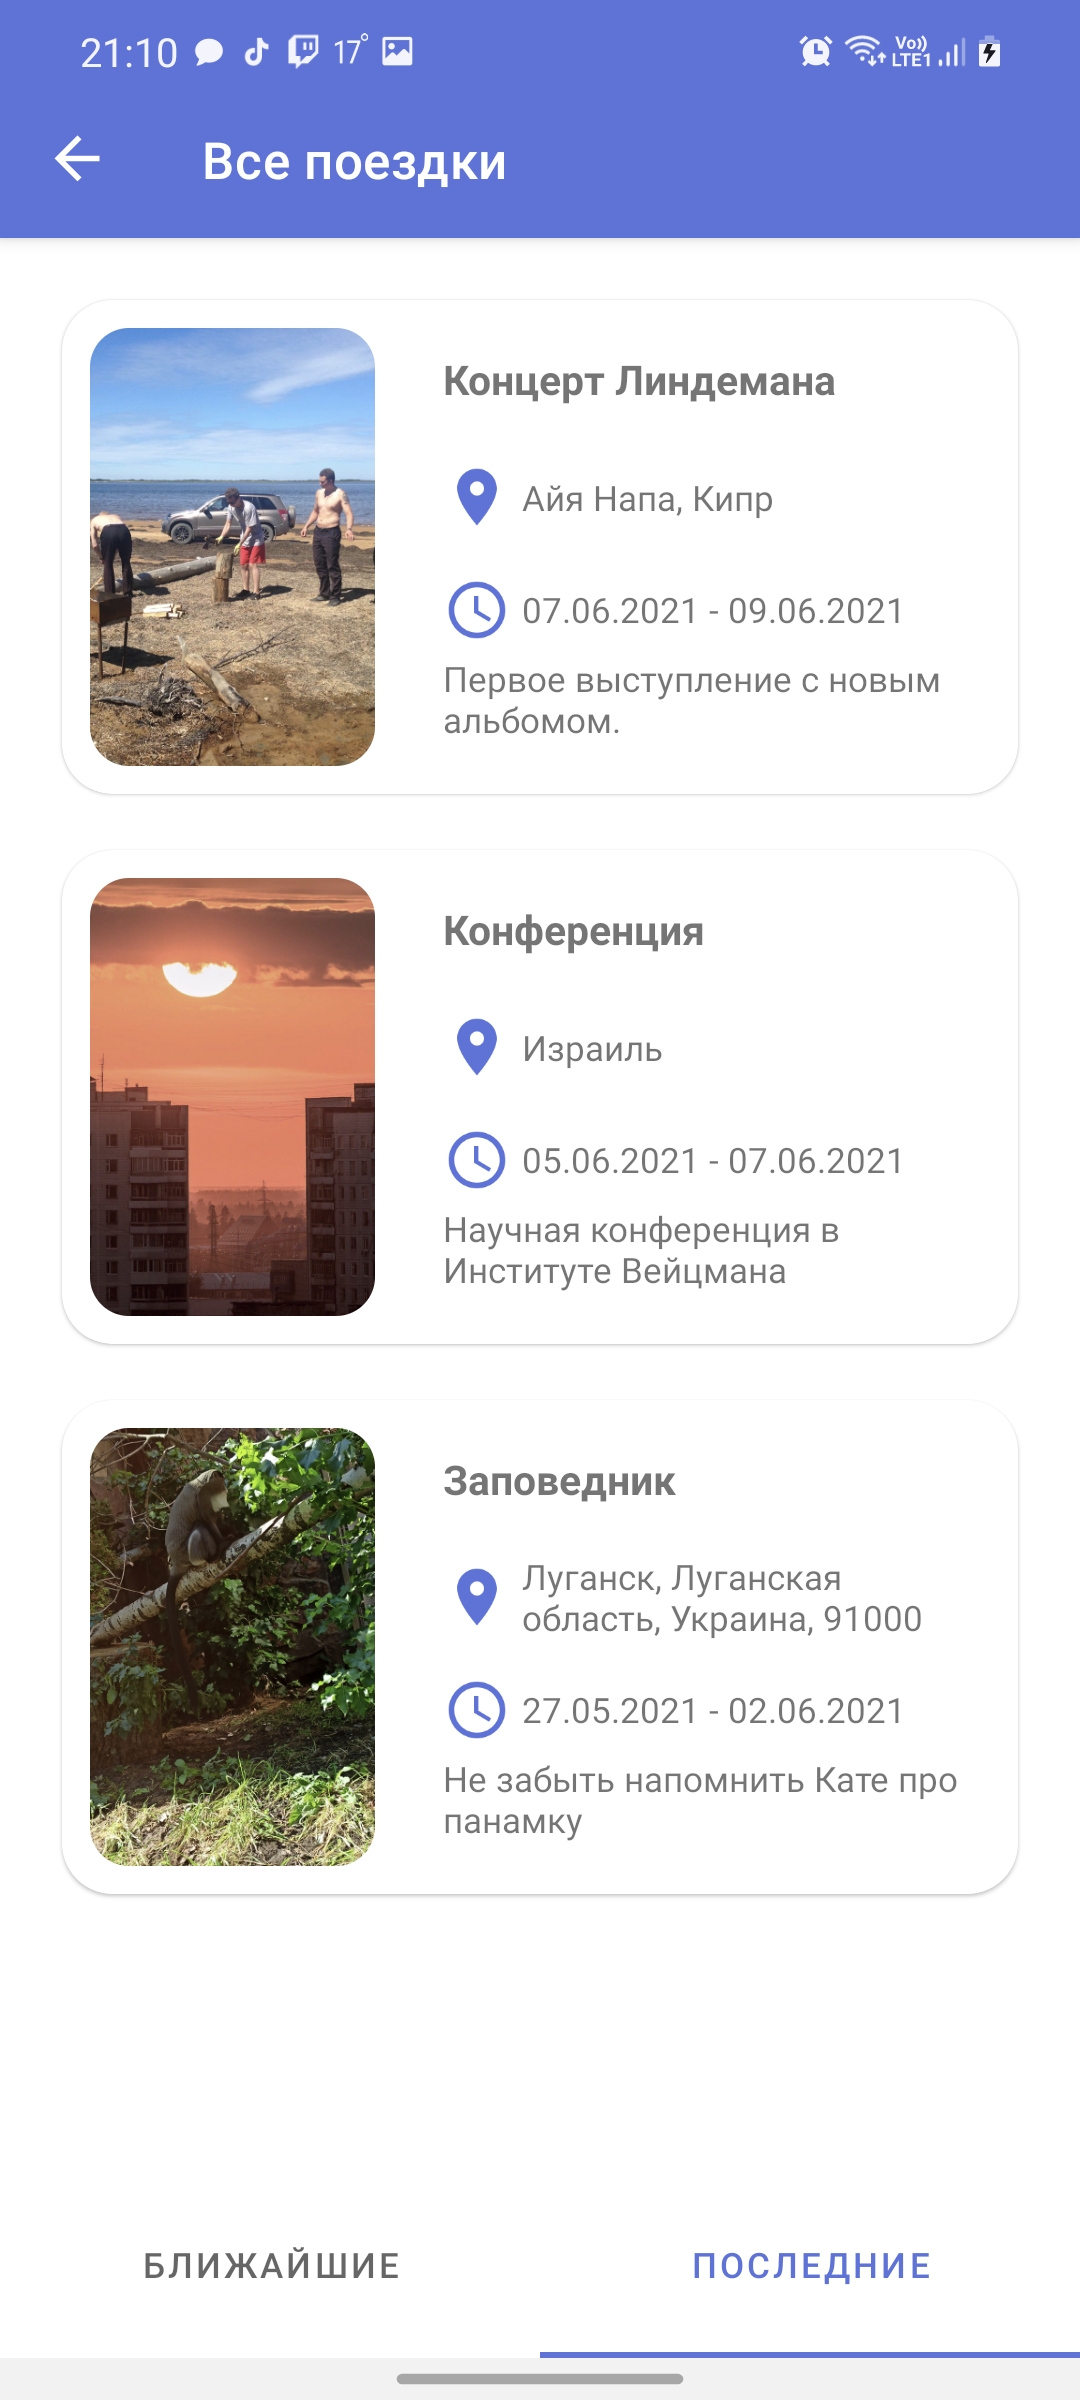 21:10 17° Vo)) LTE1
Все поездки
Концерт Линдемана
Айя Напа, Кипр
07.06.2021 - 09.06.2021
Первое выступление с новым
альбомом.
Конференция
Израиль
05.06.2021 - 07.06.2021
Научная конференция в
Институте Вейцмана
Заповедник
Луганск, Луганская
область, Украина, 91000
27.05.2021 - 02.06.2021
Не забыть напомнить Кате про
панамку
БЛИЖАЙШИЕ ПОСЛЕДНИЕ